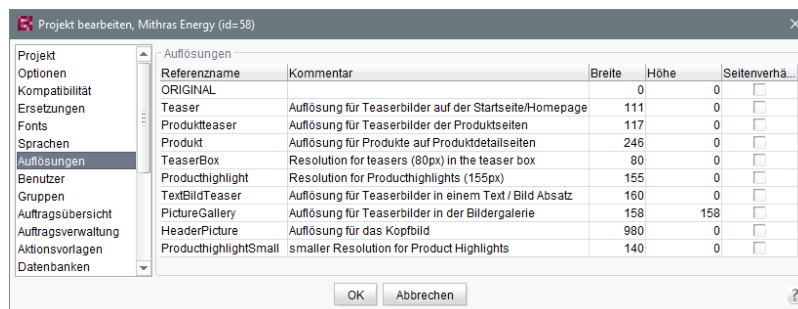 Projekt bearbeiten, Mithras Energy (id=58)
Projekt
Optionen
Kompatibilität
Ersetzungen
Fonts
Sprachen
Auflösungen
Benutzer
Gruppen
Auftragsübersicht
Auftragsverwaltung
Aktionsvorlagen
Datenbanken
Auflösungen
Referenzname Kommentar Breite Höhe Seitenverhä...
ORIGINAL 0 0
Teaser Auflösung für Teaserbilder auf der Startseite/Homepage 111 0
Produktteaser Auflösung für Teaserbilder der Produktseiten 117 0
Produkt Auflösung für Produkte auf Produktdetailseiten 246 0
TeaserBox Resolution for teasers (80px) in the teaser box 80 0
Producthighlight Resolution for Producthighlights (155px) 155 0
TextBildTeaser Auflösung für Teaserbilder in einem Text / Bild Absatz 160 0
PictureGallery Auflösung für Teaserbilder in der Bildergalerie 158 158
HeaderPicture Auflösung für das Kopfbild 980 0
ProducthighlightSmall smaller Resolution for Product Highlights 140 0
OK Abbrechen ?